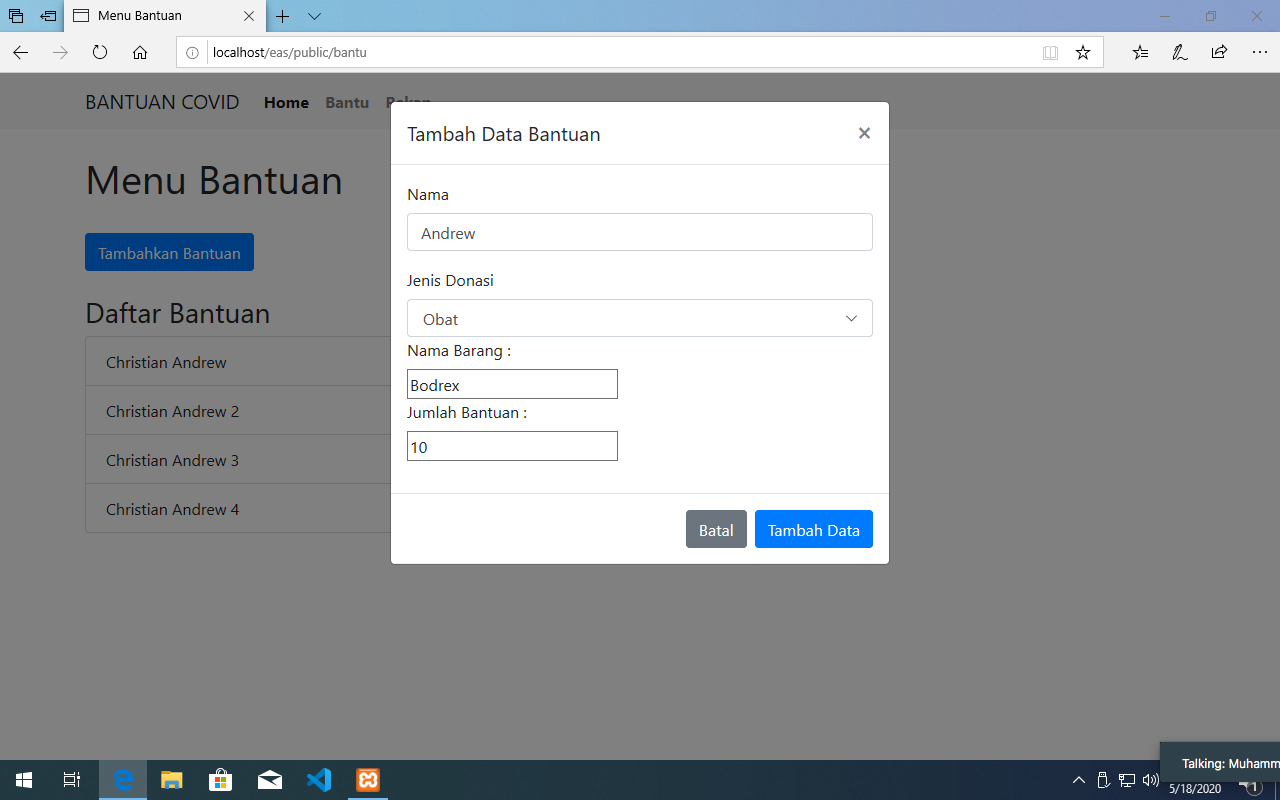 Menu Bantuan
localhost/eas/public/bantu
BANTUAN COVID Home Bantu Rekap
Tambah Data Bantuan ×
Menu Bantuan
Nama
Andrew
Tambahkan Bantuan
Jenis Donasi
Obat
Daftar Bantuan
Nama Barang :
Christian Andrew
Bodrex
Christian Andrew 2
Jumlah Bantuan :
10
Christian Andrew 3
Christian Andrew 4
Batal Tambah Data
Talking: Muhamm
5/18/2020
1